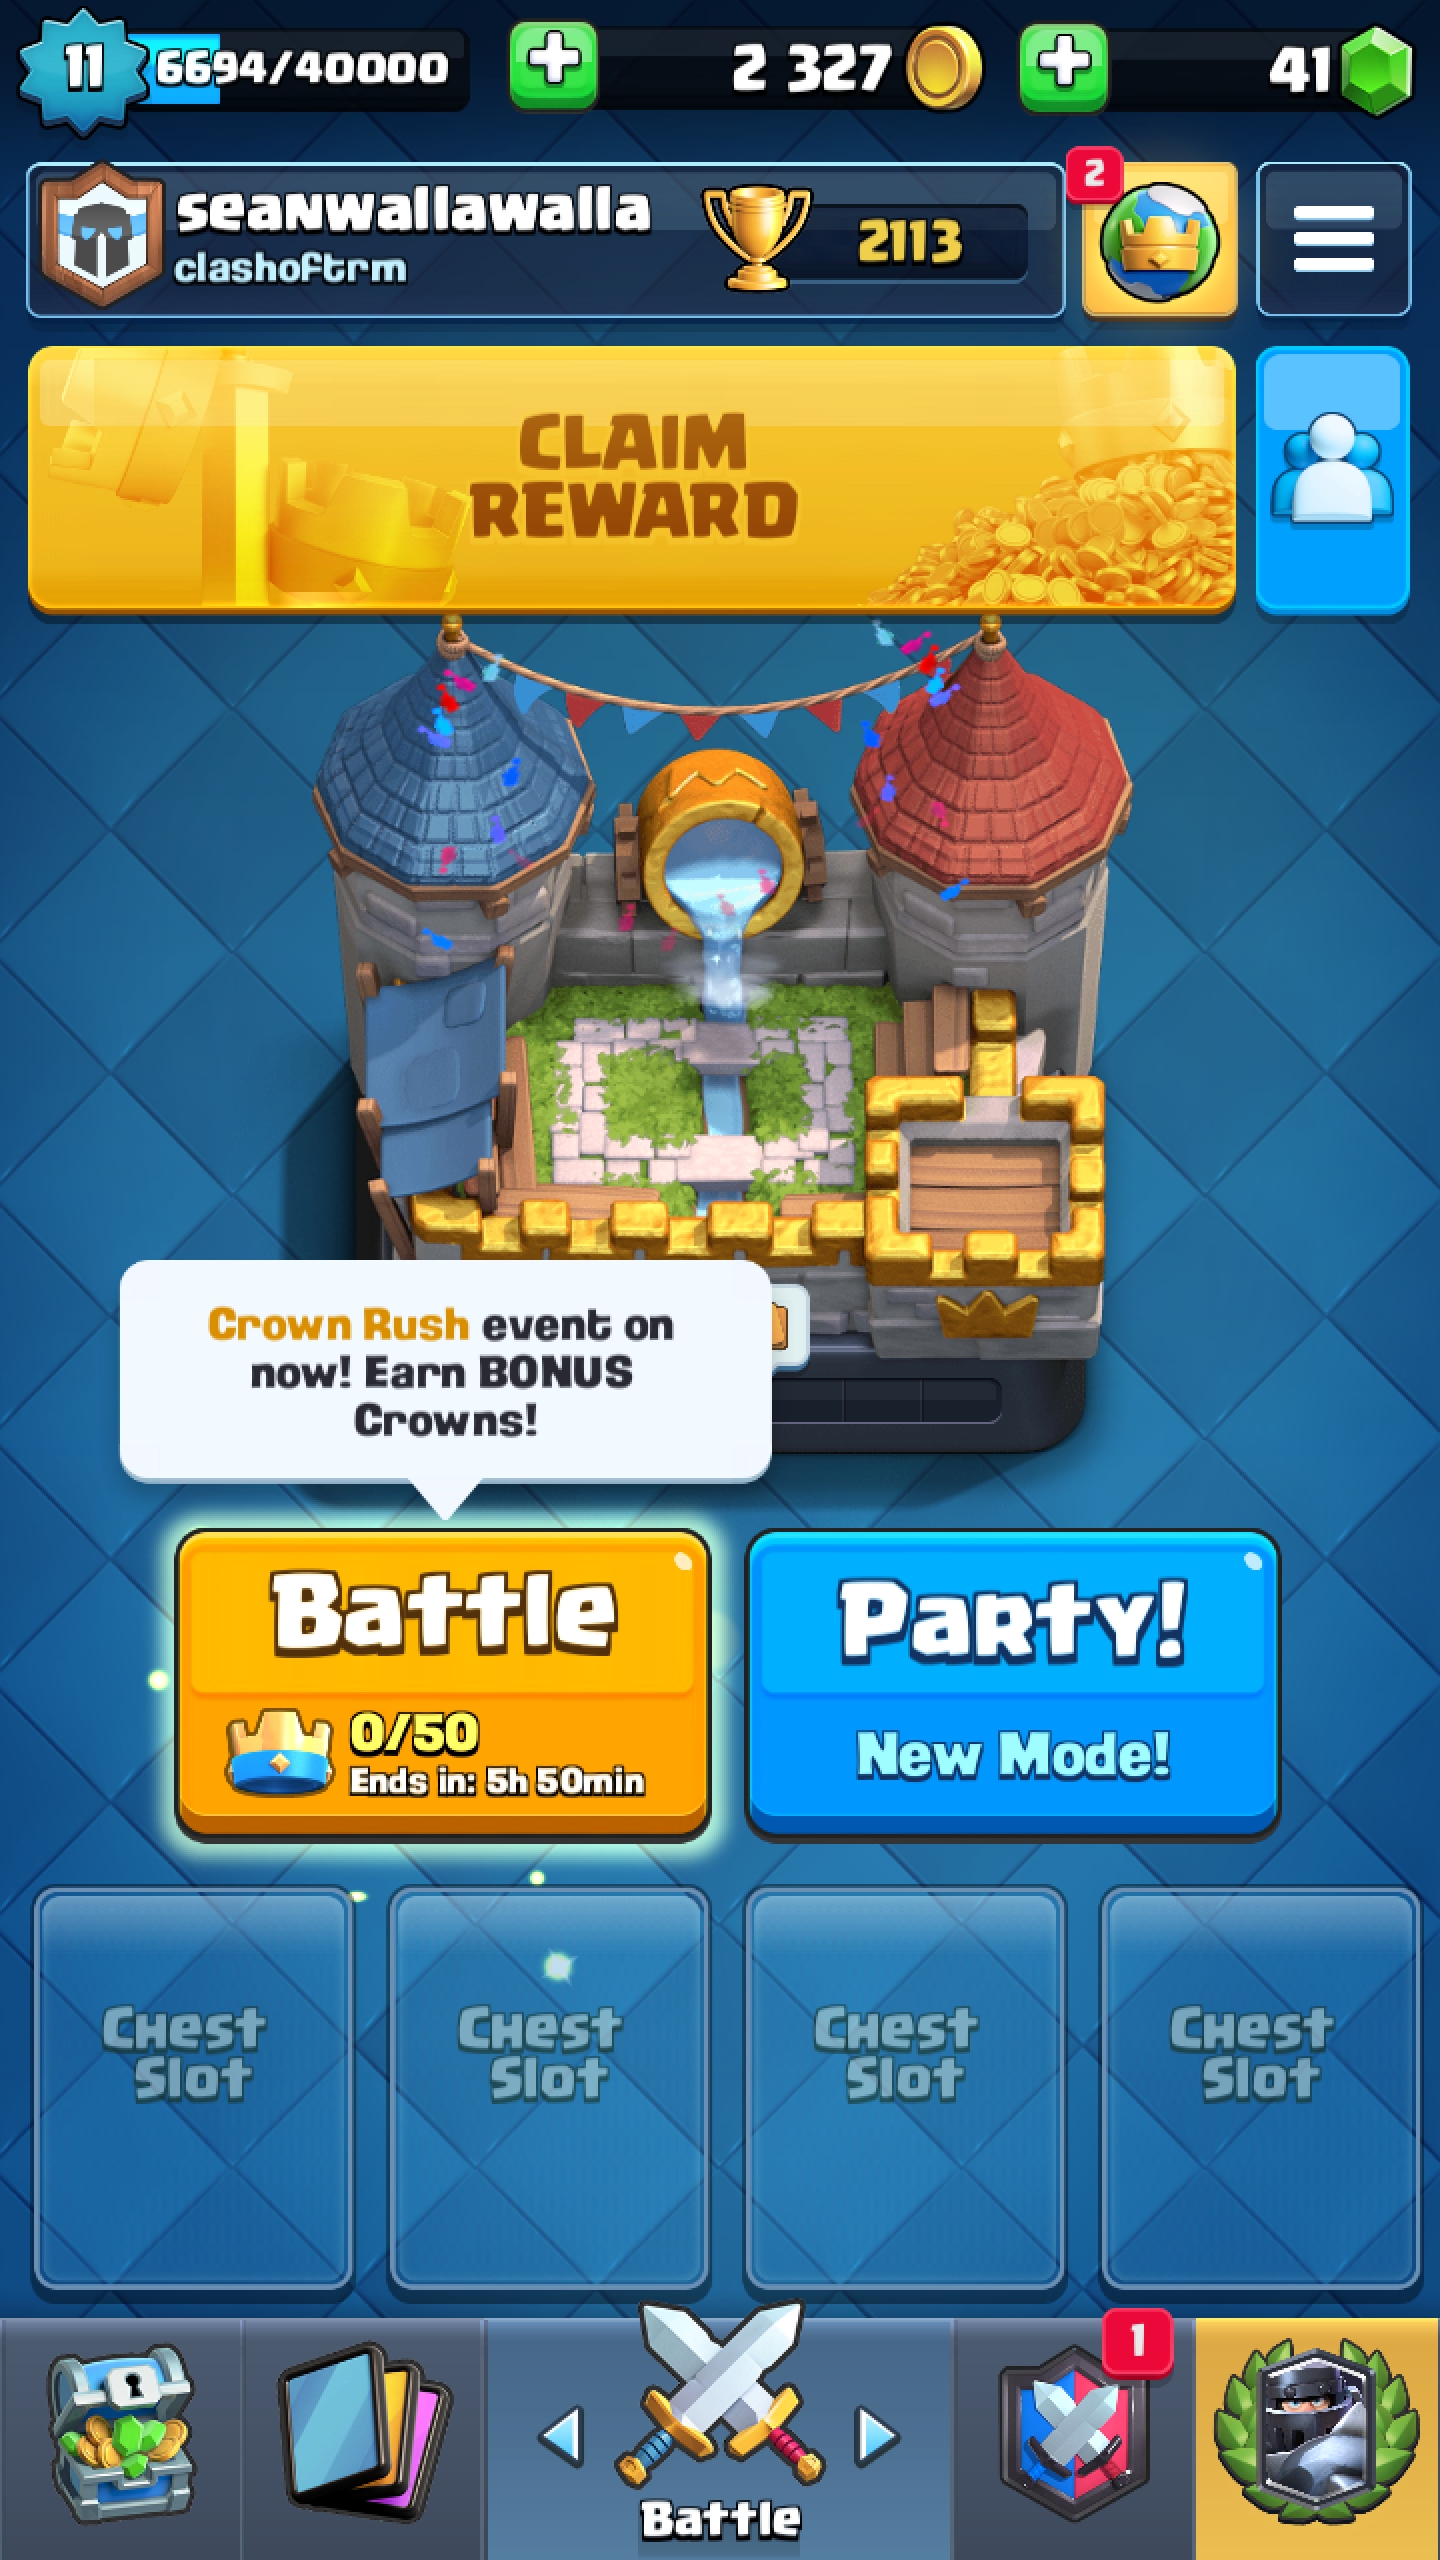 11
6694/40000
2 327
41
seanwallawalla
clashoftrm
2113
2
CLAIM
REWARD
Crown Rush event on
now! Earn BONUS
Crowns!
Battle
0/50
Ends in: 5h 50min
Party!
New Mode!
Chest
Slot
Chest
Slot
Chest
Slot
Chest
Slot
1
Battle